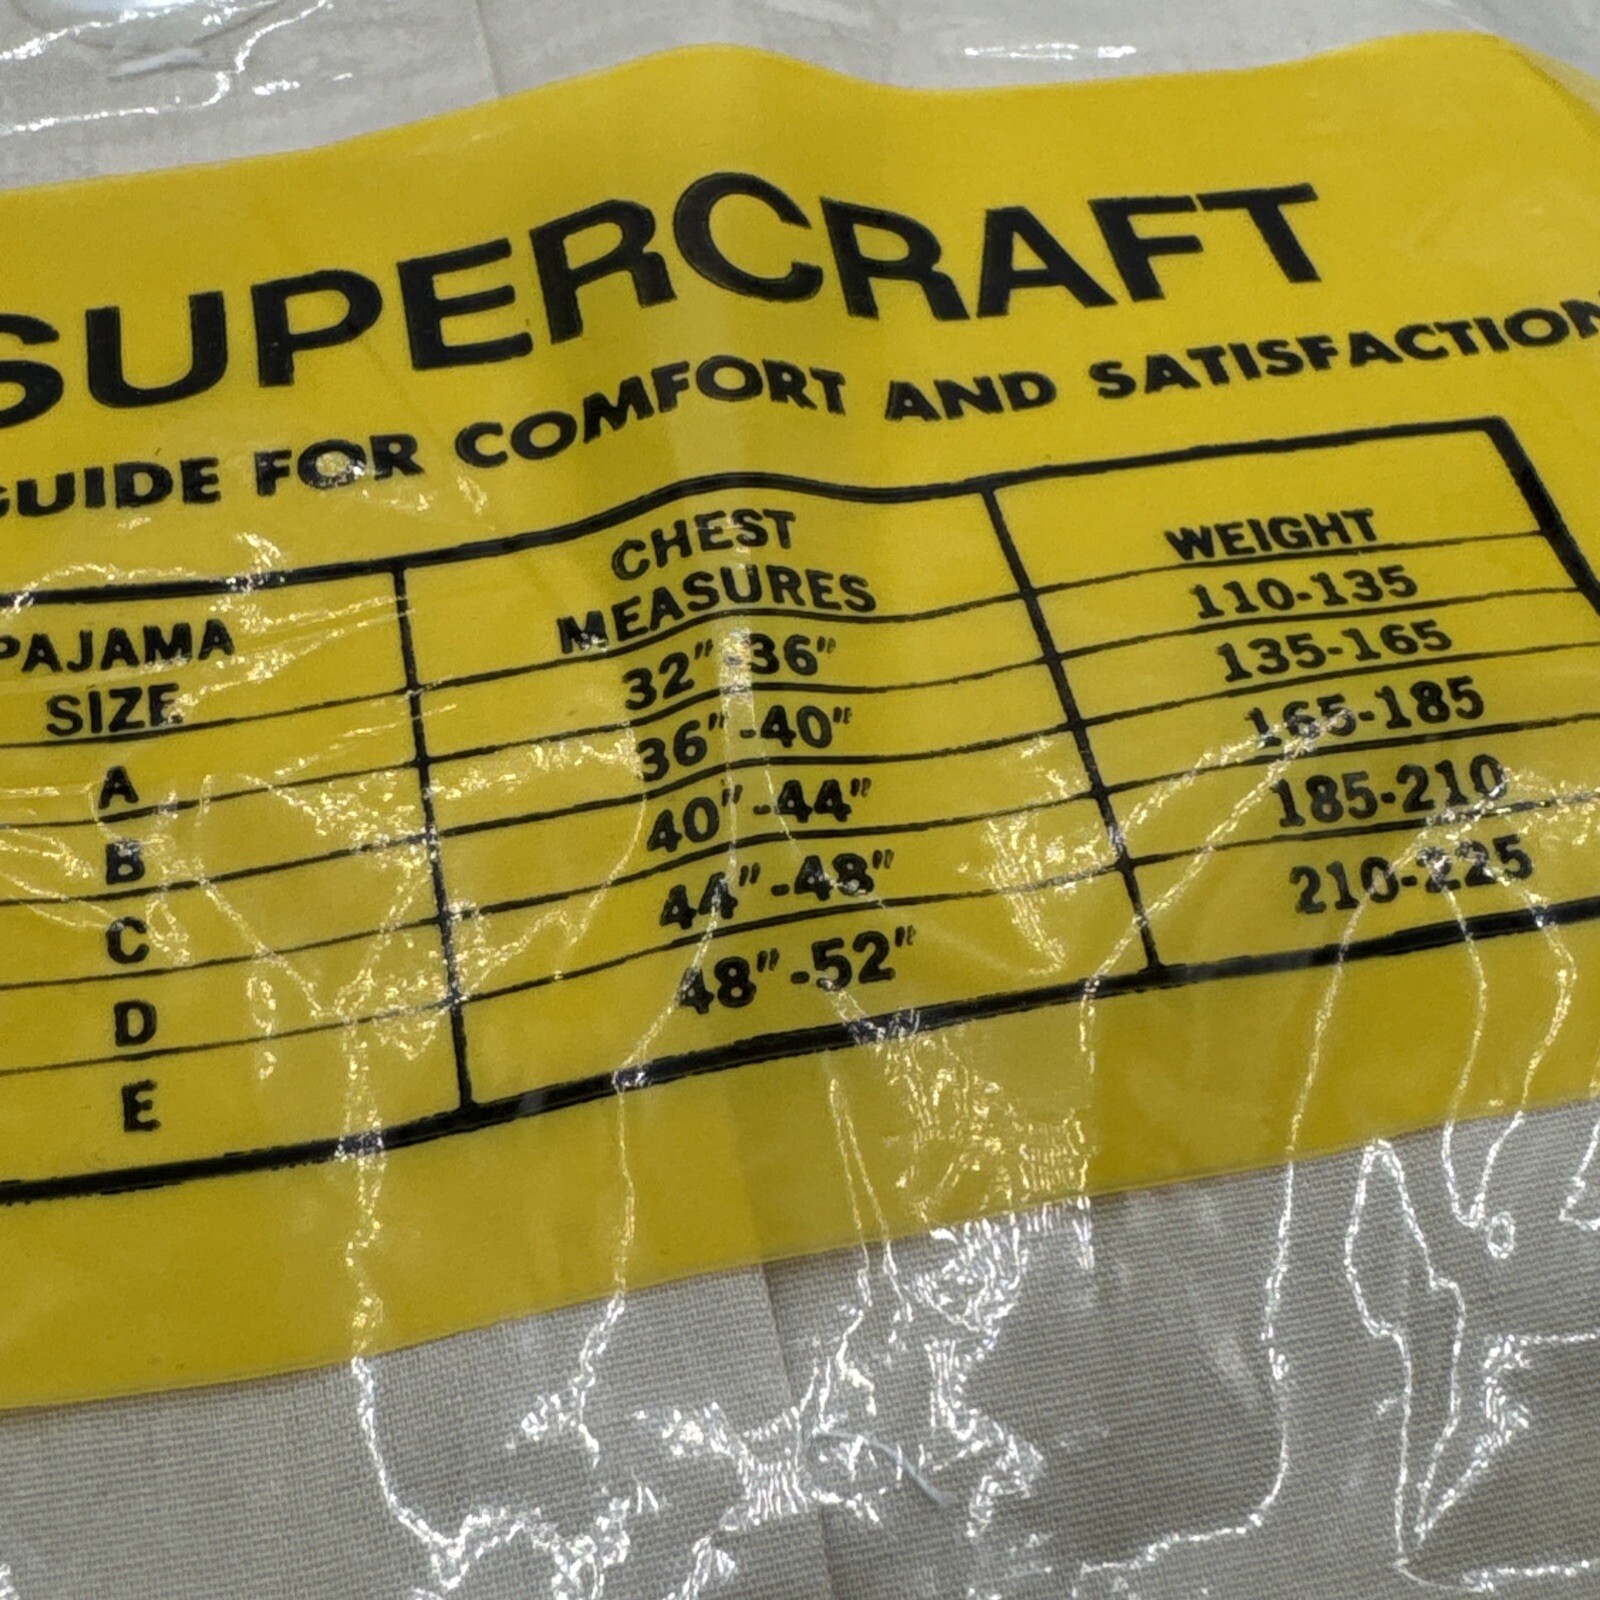 SUPERCRAFT
GUIDE FOR COMFORT AND SATISFACTION
PAJAMA SIZE CHEST MEASURES WEIGHT
A 32"-36" 110-135
B 36"-40" 135-165
C 40"-44" 165-185
D 44"-48" 185-210
E 48"-52" 210-225